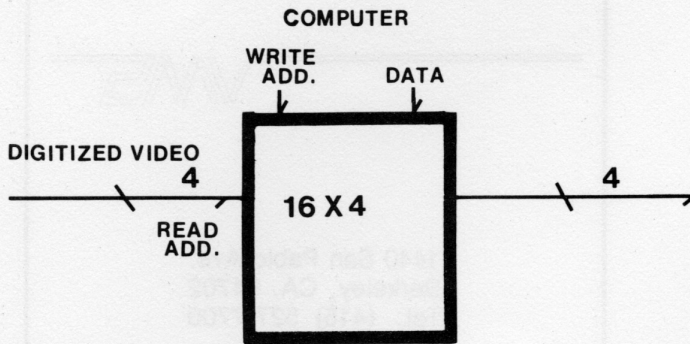 COMPUTER
WRITE
ADD.
DATA
DIGITIZED VIDEO
4
4
READ
ADD.
16 X 4